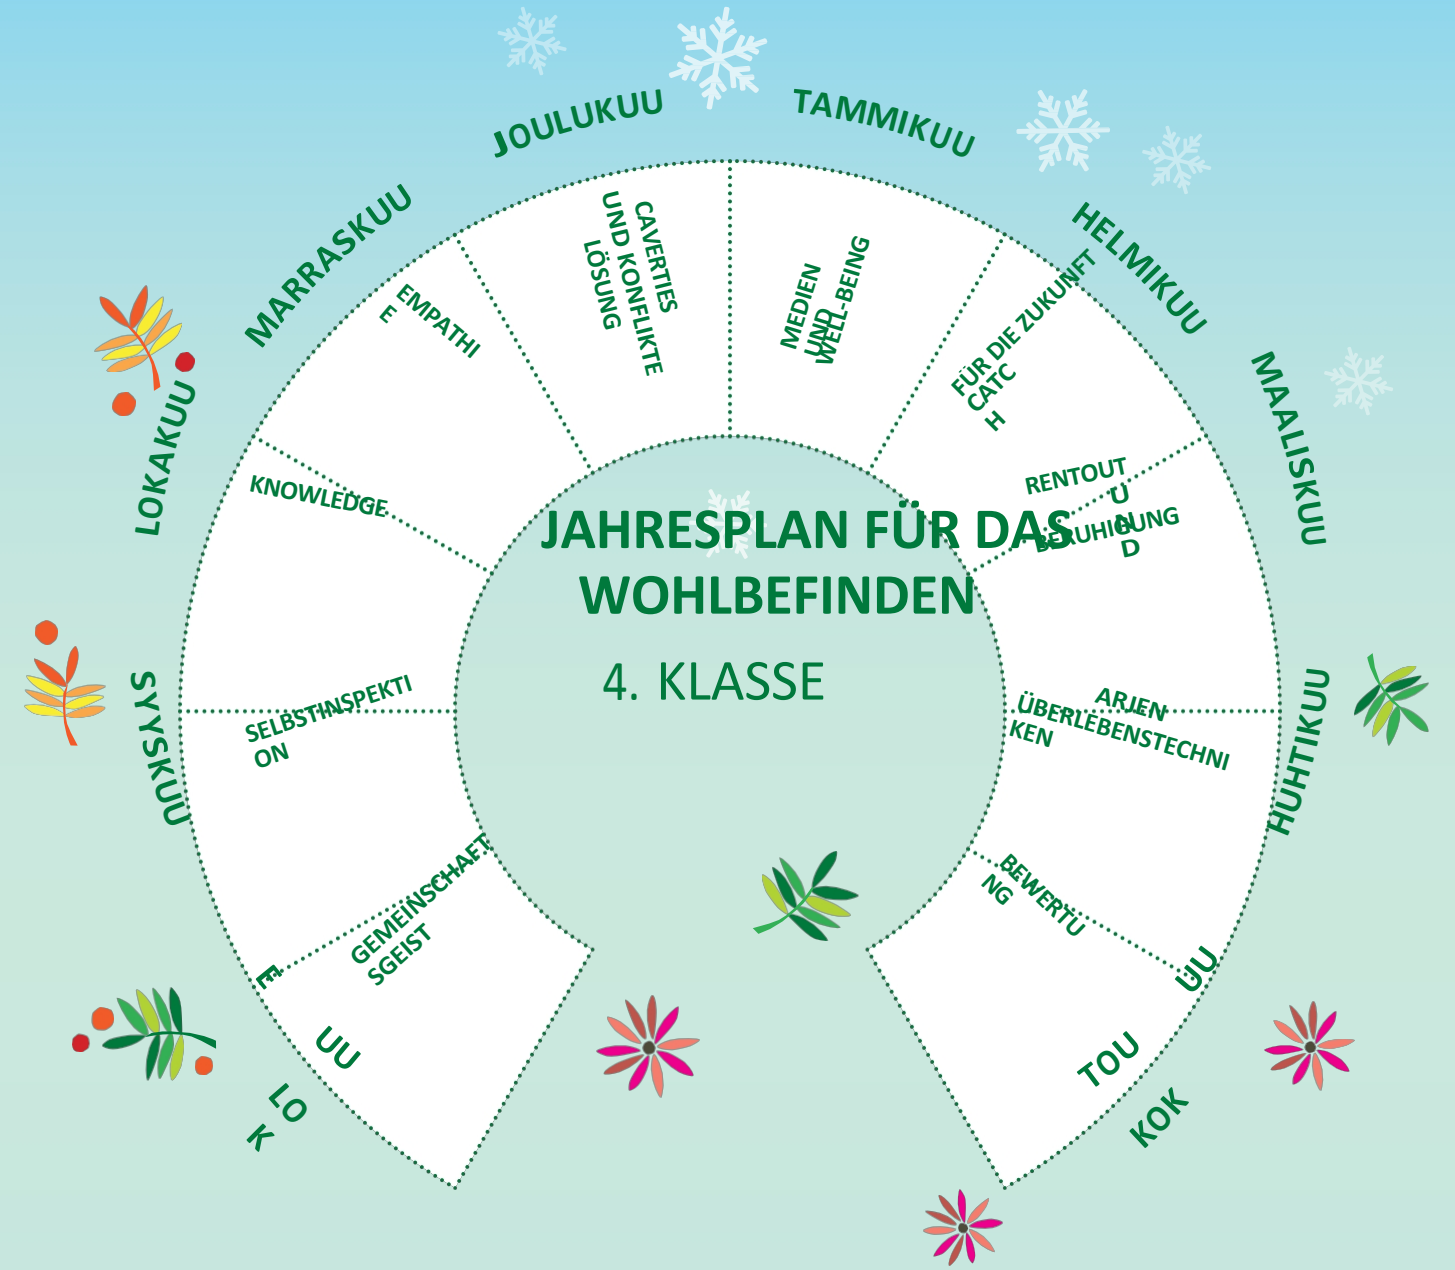 JOULUKUU
TAMMIKUU
MARRASKUU
HELMIKUU
LOKAKUU
MAALISKUU
SYYSKUU
HUHTIKUU
E
UU
LO
K
UU
TOU
KOK
CAVERTIES
UND KONFLIKTE
LÖSUNG
MEDIEN
UND
WELL-BEING
EMPATHI
E
FÜR DIE ZUKUNFT
CATC
H
KNOWLEDGE
RENTOUT
UND
BERUHIGUNG
JAHRESPLAN FÜR DAS
WOHLBEFINDEN
4. KLASSE
SELBSTINSPEKTI
ON
ARJEN
ÜBERLEBENSTECHNI
KEN
GEMEINSCHAFT
SGEIST
BEWERTU
NG